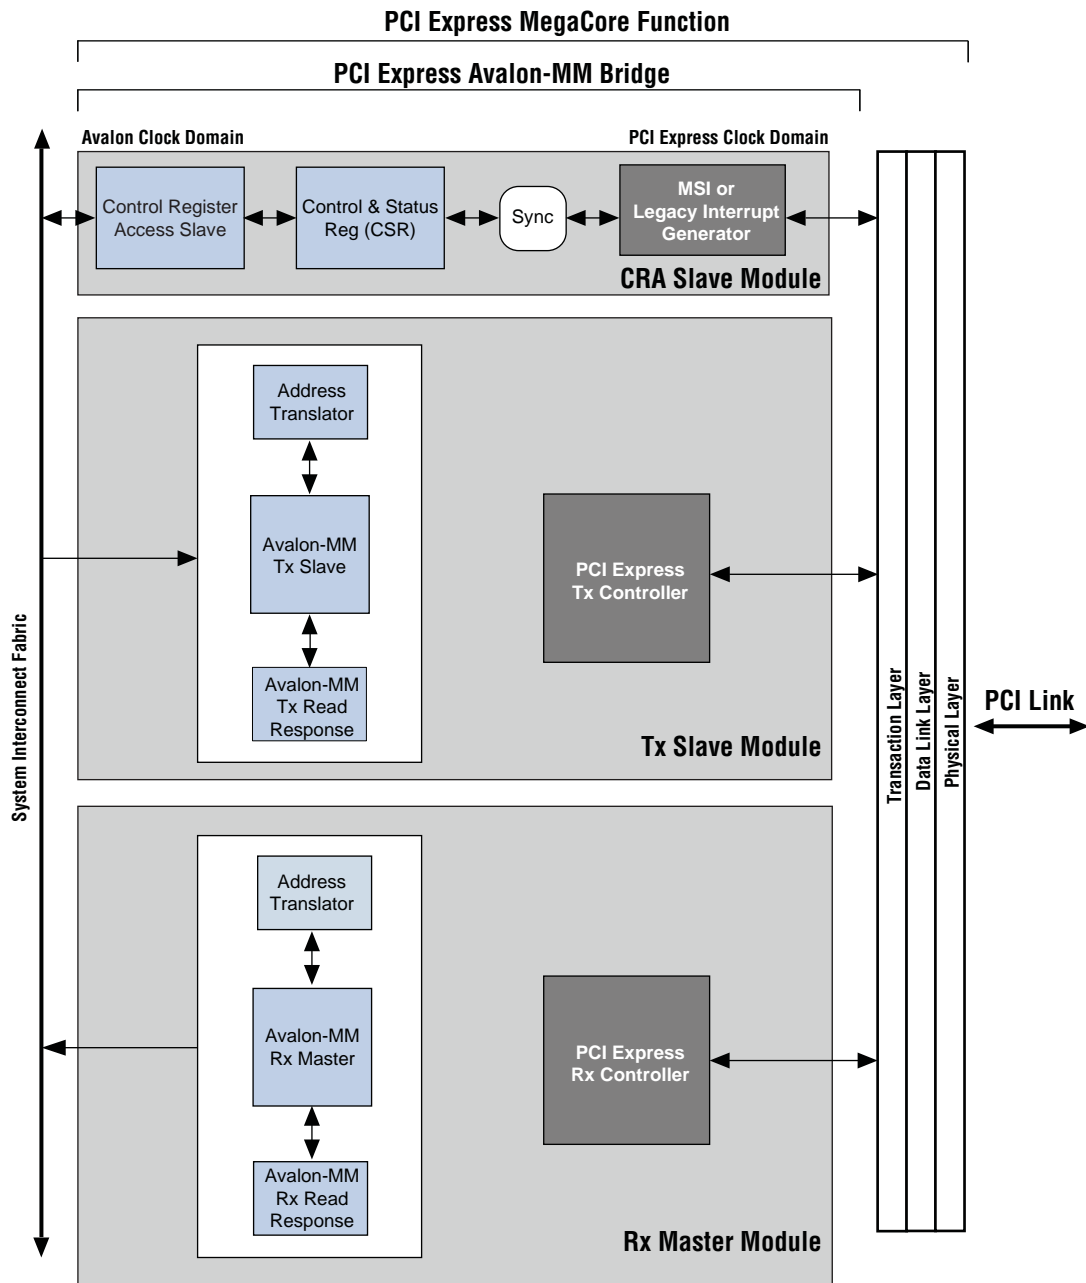 PCI Express MegaCore Function
PCI Express Avalon-MM Bridge
Avalon Clock Domain
PCI Express Clock Domain
Control Register
Access Slave
Control & Status
Reg (CSR)
Sync
MSI or
Legacy Interrupt
Generator
CRA Slave Module
Address
Translator
Avalon-MM
Tx Slave
Avalon-MM
Tx Read
Response
PCI Express
Tx Controller
Tx Slave Module
System Interconnect Fabric
Transaction Layer
Data Link Layer
Physical Layer
PCI Link
Address
Translator
Avalon-MM
Rx Master
Avalon-MM
Rx Read
Response
PCI Express
Rx Controller
Rx Master Module